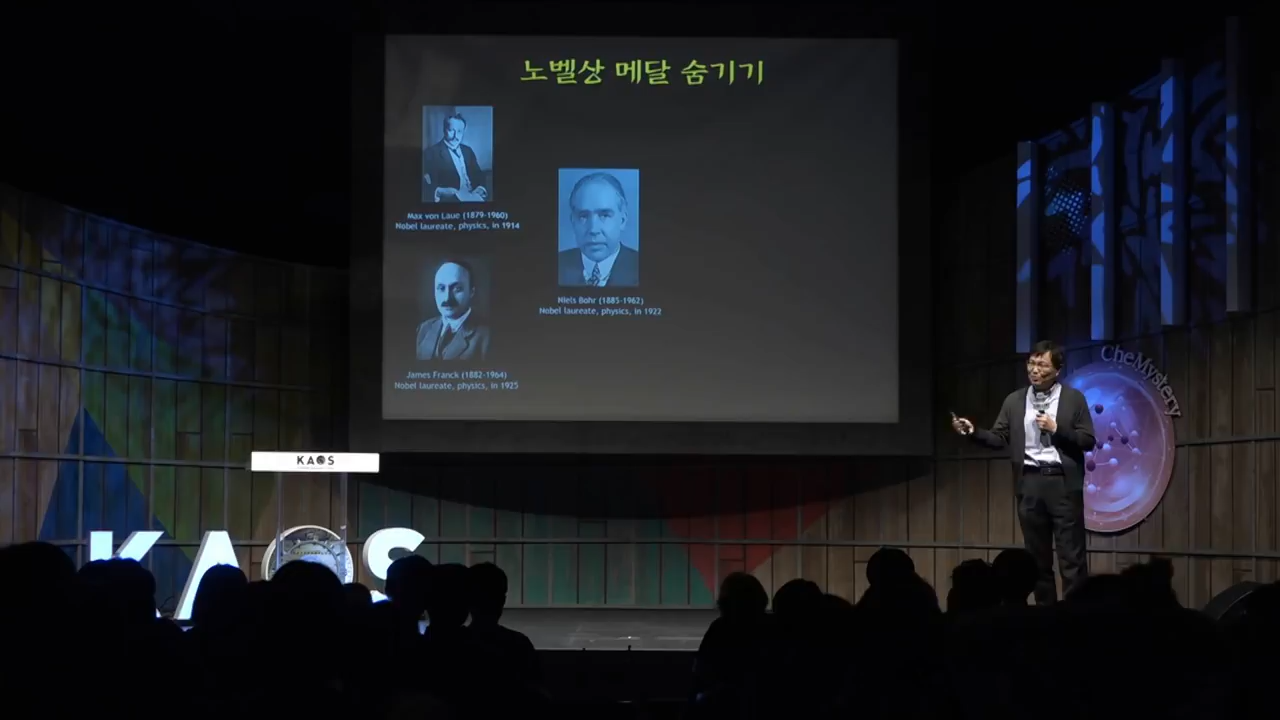 노벨상 메달 숨기기
Max von Laue (1879-1960)
Nobel laureate, physics, in 1914
Niels Bohr (1885-1962)
Nobel laureate, physics, in 1922
James Franck (1882-1964)
Nobel laureate, physics, in 1925
CheMystery
KAOS
KAOS